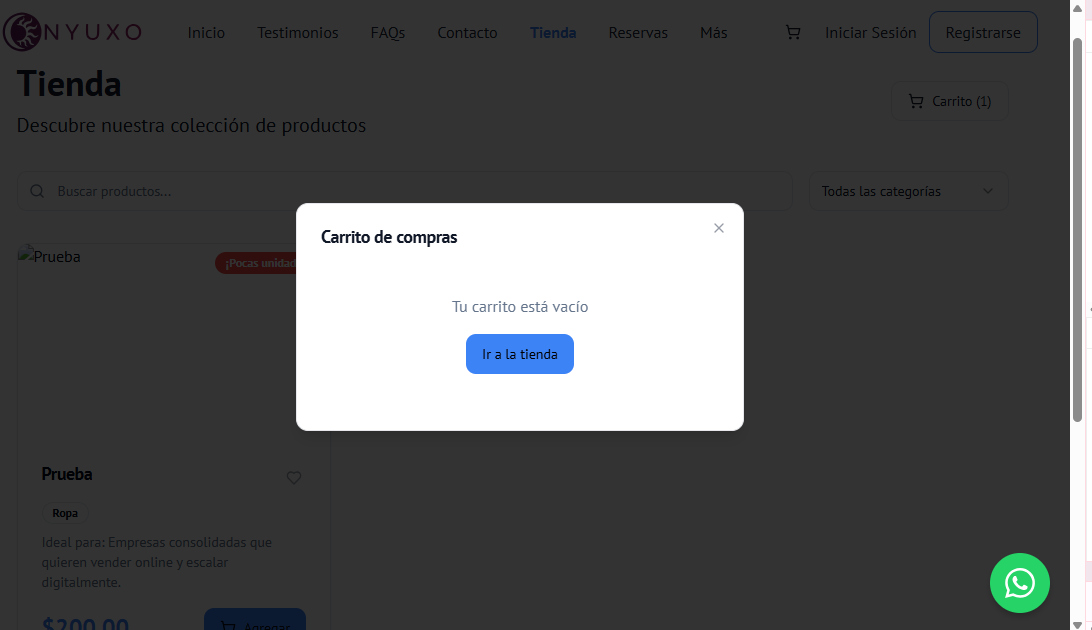 NYUXO
Inicio
Testimonios
FAQs
Contacto
Tienda
Reservas
Más
Iniciar Sesión
Registrarse
Tienda
Carrito (1)
Descubre nuestra colección de productos
Buscar productos...
Todas las categorías
Carrito de compras
Tu carrito está vacío
Ir a la tienda
Prueba
¡Pocas unidad
Prueba
Ropa
Ideal para: Empresas consolidadas que
quieren vender online y escalar
digitalmente.
$200.00
Agregar